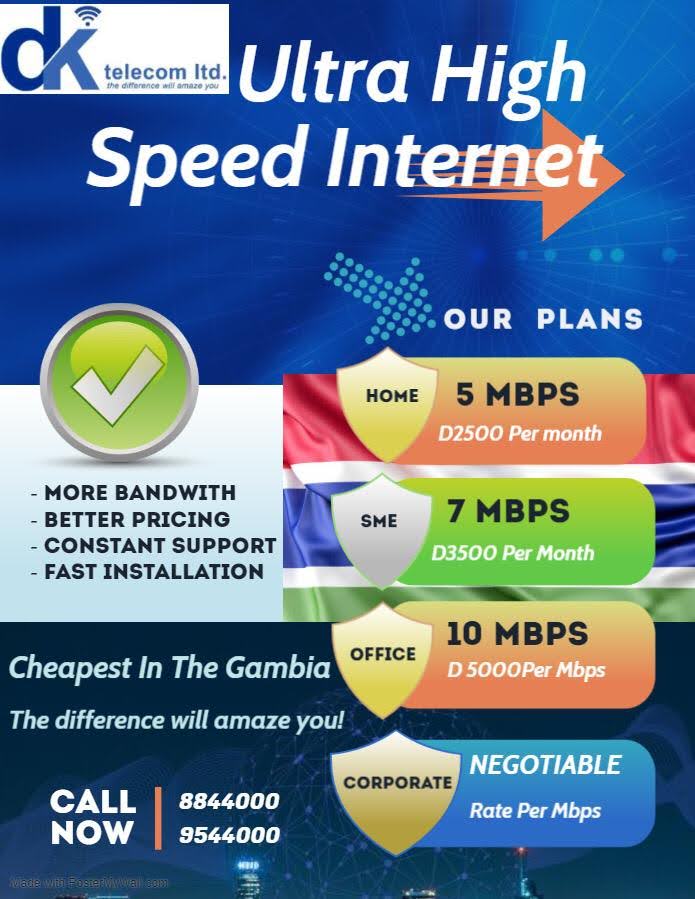 dk
telecom ltd.
the difference will amaze you
Ultra High
Speed Internet
OUR PLANS
HOME
5 MBPS
D2500 Per month
SME
7 MBPS
D3500 Per Month
OFFICE
10 MBPS
D 5000Per Mbps
CORPORATE
NEGOTIABLE
Rate Per Mbps
- MORE BANDWITH
- BETTER PRICING
- CONSTANT SUPPORT
- FAST INSTALLATION
Cheapest In The Gambia
The difference will amaze you!
CALL
NOW
8844000
9544000
Made with PosterMyWall.com